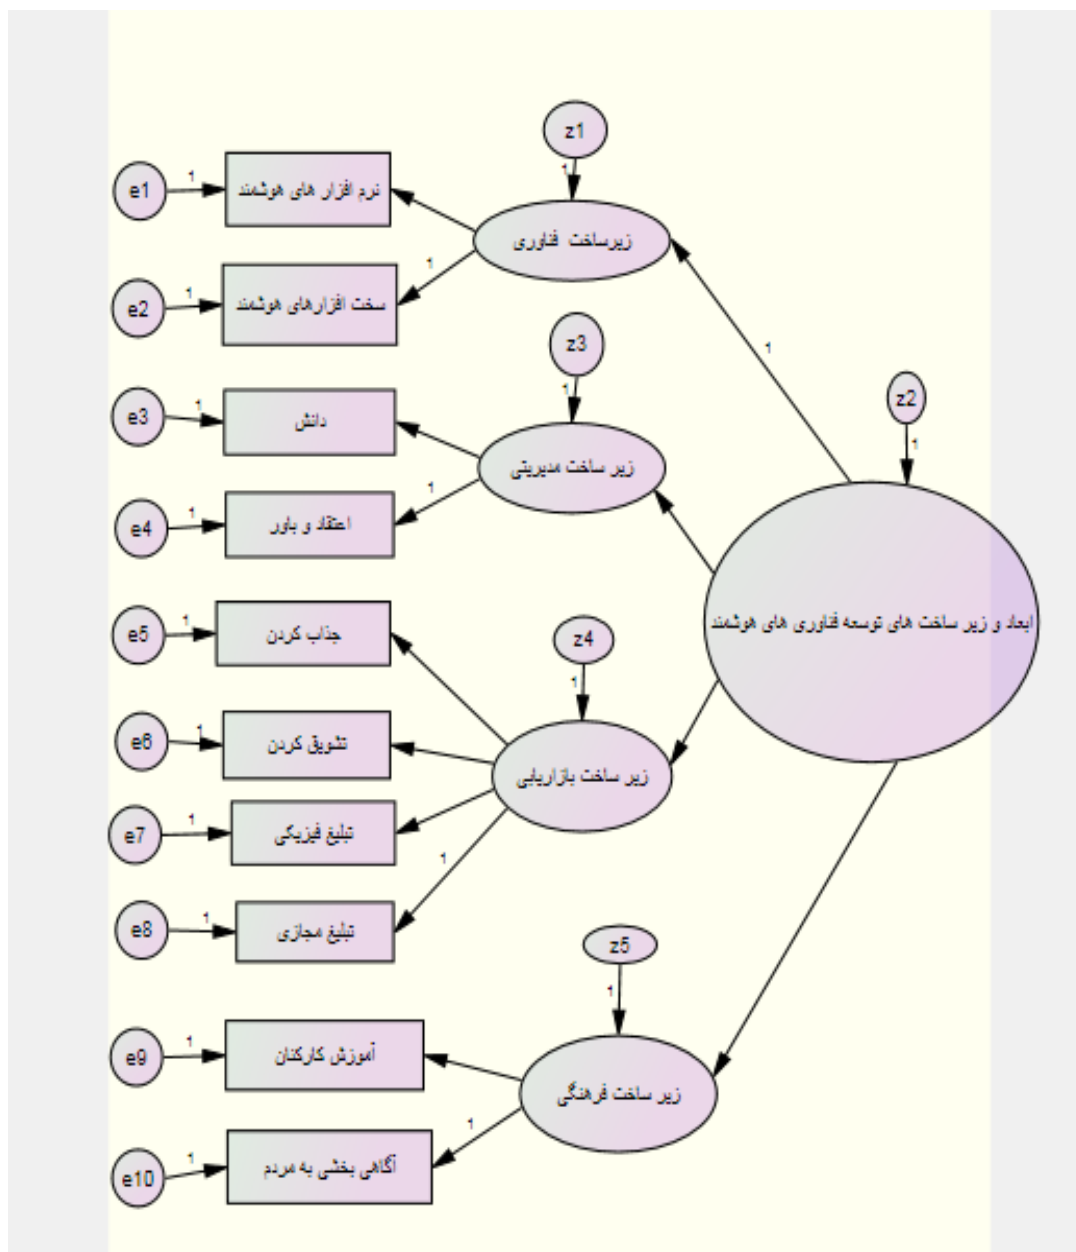 z1
e1
1
نرم افزار های هوشمند
1
زیرساخت فناوری
1
e2
1
سخت افزارهای هوشمند
z3
1
1
e3
1
دانش
زیر ساخت مدیریتی
1
z2
1
e4
1
اعتقاد و باور
ابعاد و زیر ساخت های توسعه فناوری های هوشمند
e5
1
جذاب کردن
z4
1
e6
1
تشویق کردن
زیر ساخت بازاریابی
e7
1
تبلیغ فیزیکی
1
e8
1
تبلیغ مجازی
z5
1
e9
1
آموزش کارکنان
زیر ساخت فرهنگی
1
e10
1
آگاهی بخشی به مردم